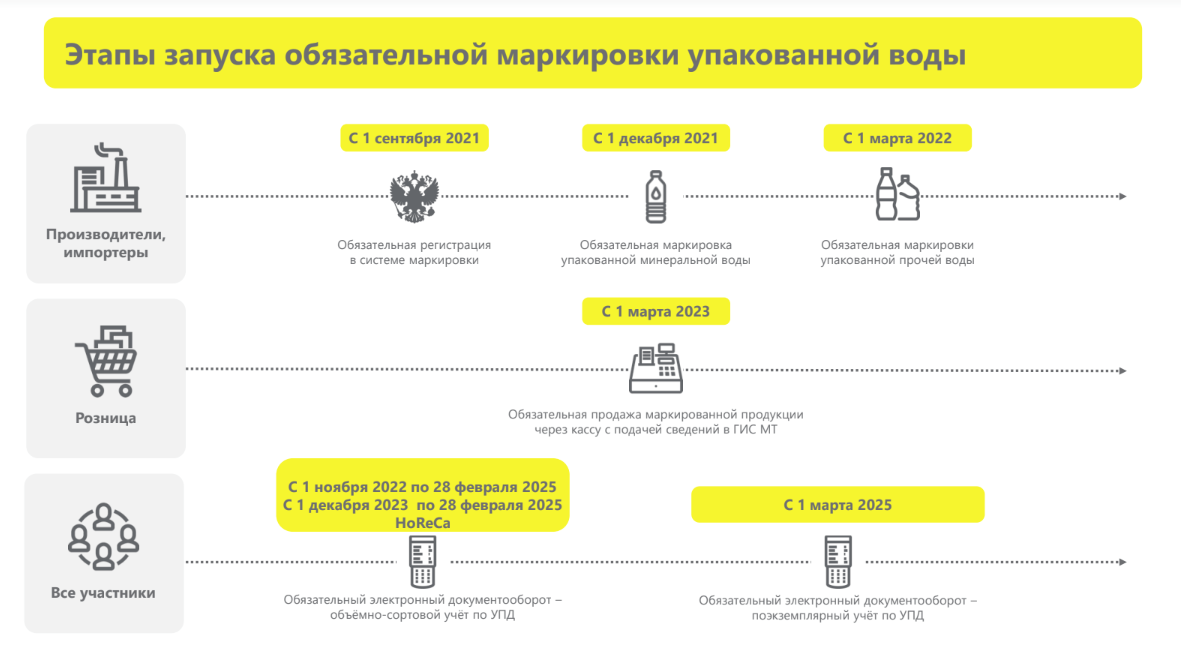 Этапы запуска обязательной маркировки упакованной воды
Производители,
импортеры
С 1 сентября 2021
Обязательная регистрация
в системе маркировки
С 1 декабря 2021
Обязательная маркировка
упакованной минеральной воды
С 1 марта 2022
Обязательная маркировки
упакованной прочей воды
Розница
С 1 марта 2023
Обязательная продажа маркированной продукции
через кассу с подачей сведений в ГИС МТ
Все участники
С 1 ноября 2022 по 28 февраля 2025
С 1 декабря 2023 по 28 февраля 2025
HoReCa
Обязательный электронный документооборот –
объёмно-сортовой учёт по УПД
С 1 марта 2025
Обязательный электронный документооборот –
поэкземплярный учёт по УПД